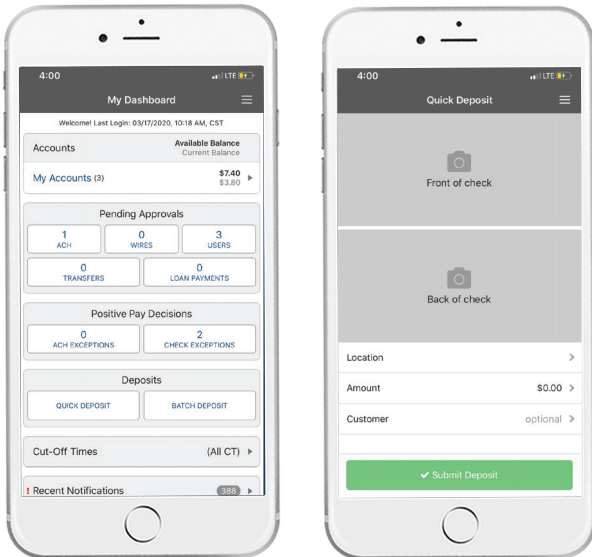 4:00 LTE
My Dashboard
Welcome! Last Login: 03/17/2020, 10:18 AM, CST
Accounts Available Balance
Current Balance
My Accounts (3) $7.40
$3.80
Pending Approvals
1 0 3
ACH WIRES USERS
0 0
TRANSFERS LOAN PAYMENTS
Positive Pay Decisions
0 2
ACH EXCEPTIONS CHECK EXCEPTIONS
Deposits
QUICK DEPOSIT BATCH DEPOSIT
Cut-Off Times (All CT)
! Recent Notifications 388
4:00 LTE
Quick Deposit
Front of check
Back of check
Location
Amount $0.00
Customer optional
Submit Deposit